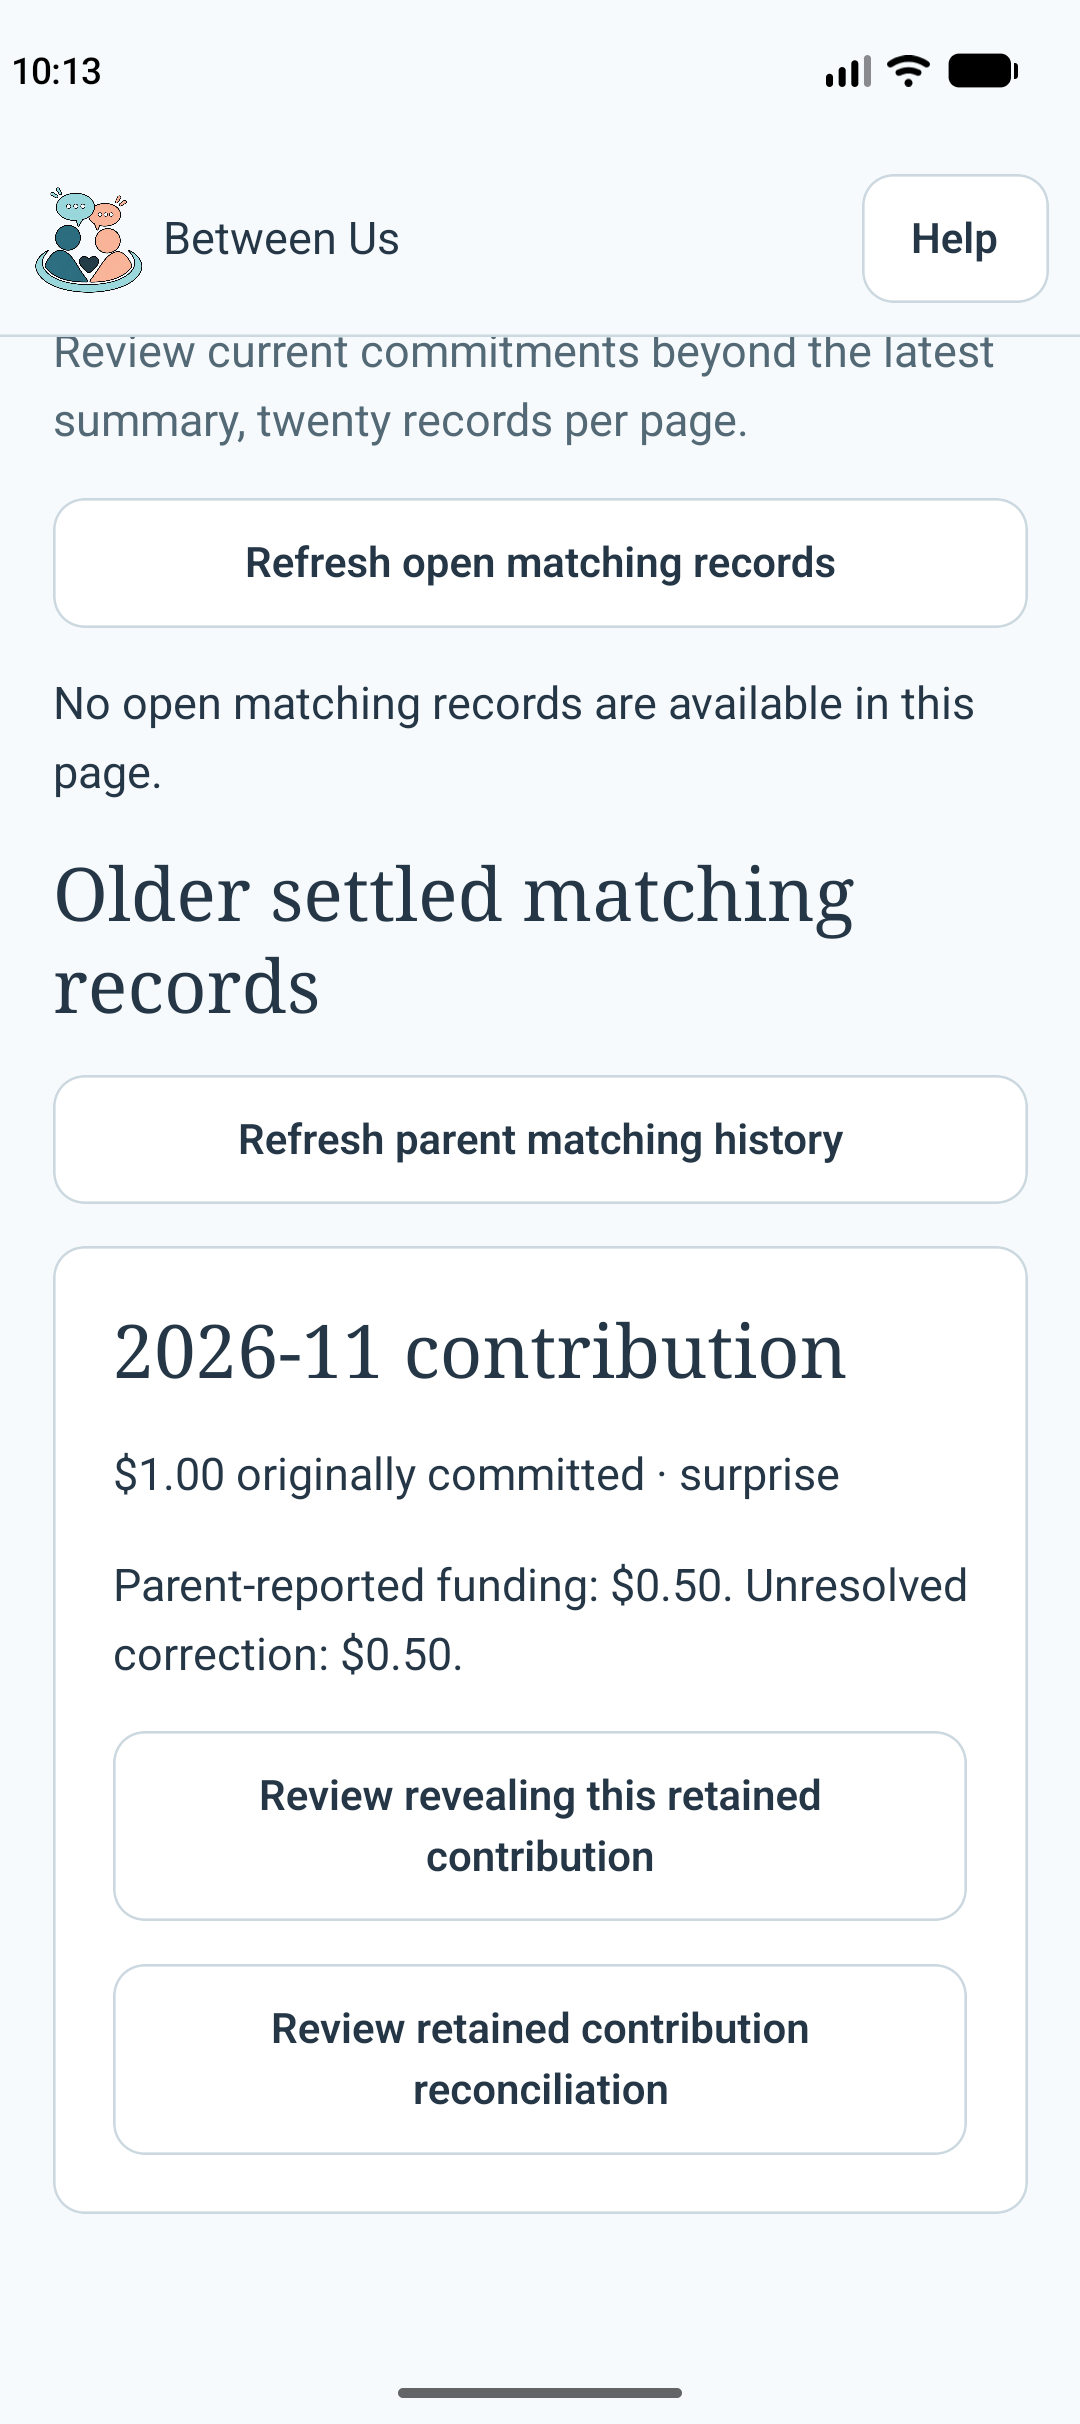 10:13
Between Us
Help
Review current commitments beyond the latest
summary, twenty records per page.
Refresh open matching records
No open matching records are available in this
page.
Older settled matching
records
Refresh parent matching history
2026-11 contribution
$1.00 originally committed · surprise
Parent-reported funding: $0.50. Unresolved
correction: $0.50.
Review revealing this retained
contribution
Review retained contribution
reconciliation